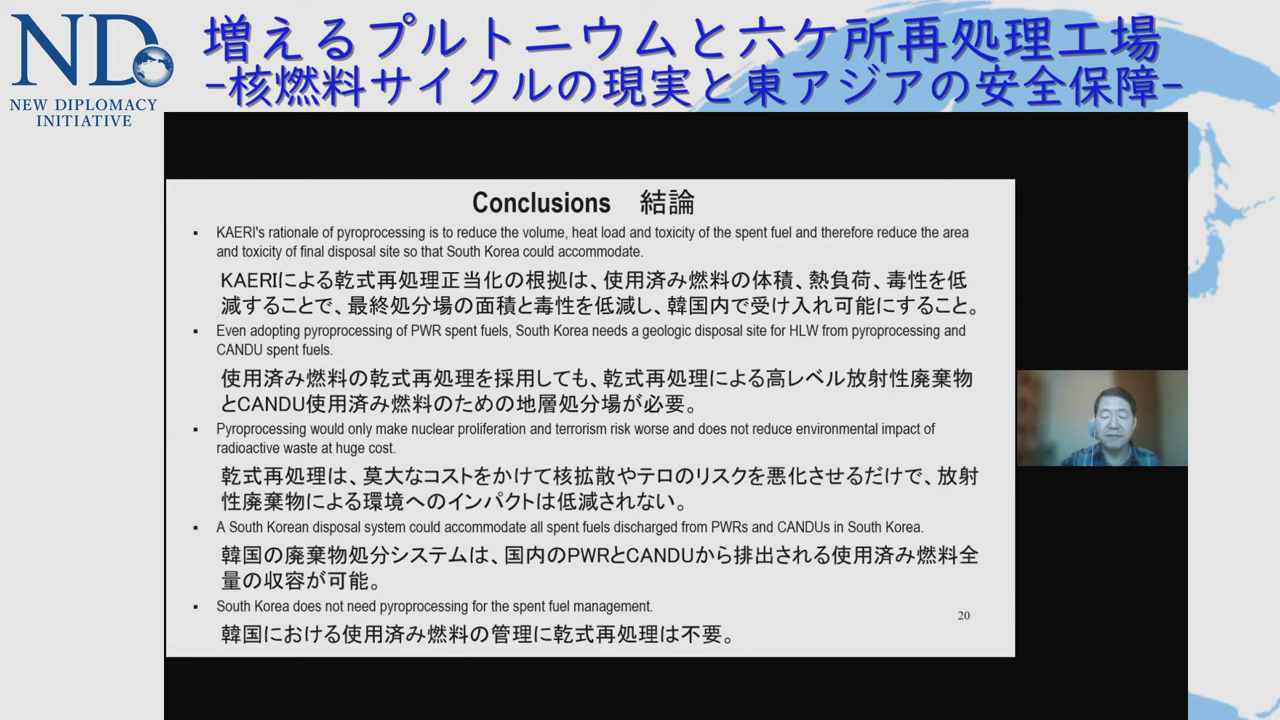 ND
NEW DIPLOMACY
INITIATIVE
増えるプルトニウムと六ケ所再処理工場
-核燃料サイクルの現実と東アジアの安全保障-
Conclusions 結論
▪ KAERI's rationale of pyroprocessing is to reduce the volume, heat load and toxicity of the spent fuel and therefore reduce the area
and toxicity of final disposal site so that South Korea could accommodate.
KAERIによる乾式再処理正当化の根拠は、使用済み燃料の体積、熱負荷、毒性を低
減することで、最終処分場の面積と毒性を低減し、韓国内で受け入れ可能にすること。
▪ Even adopting pyroprocessing of PWR spent fuels, South Korea needs a geologic disposal site for HLW from pyroprocessing and
CANDU spent fuels.
使用済み燃料の乾式再処理を採用しても、乾式再処理による高レベル放射性廃棄物
とCANDU使用済み燃料のための地層処分場が必要。
▪ Pyroprocessing would only make nuclear proliferation and terrorism risk worse and does not reduce environmental impact of
radioactive waste at huge cost.
乾式再処理は、莫大なコストをかけて核拡散やテロのリスクを悪化させるだけで、放射
性廃棄物による環境へのインパクトは低減されない。
▪ A South Korean disposal system could accommodate all spent fuels discharged from PWRs and CANDUs in South Korea.
韓国の廃棄物処分システムは、国内のPWRとCANDUから排出される使用済み燃料全
量の収容が可能。
▪ South Korea does not need pyroprocessing for the spent fuel management.
韓国における使用済み燃料の管理に乾式再処理は不要。
20